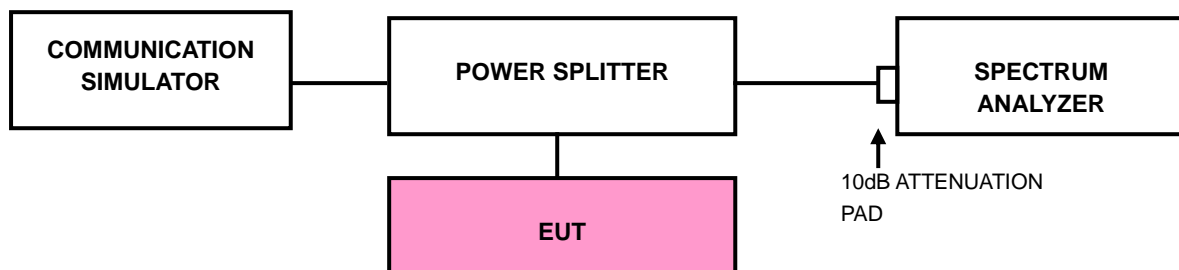 COMMUNICATION
SIMULATOR
POWER SPLITTER
SPECTRUM
ANALYZER
10dB ATTENUATION
PAD
EUT